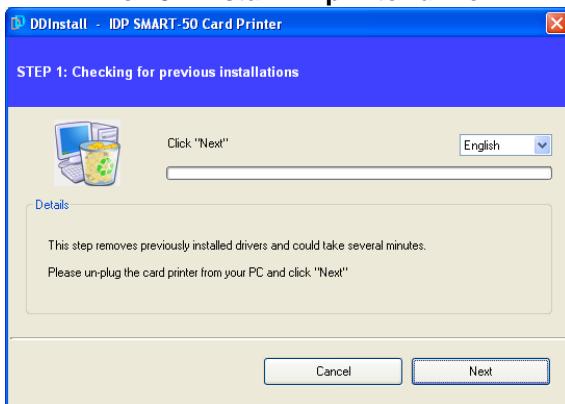 DDInstall - IDP SMART-50 Card Printer
STEP 1: Checking for previous installations
Click "Next"
English
Details
This step removes previously installed drivers and could take several minutes.
Please un-plug the card printer from your PC and click "Next"
Cancel
Next